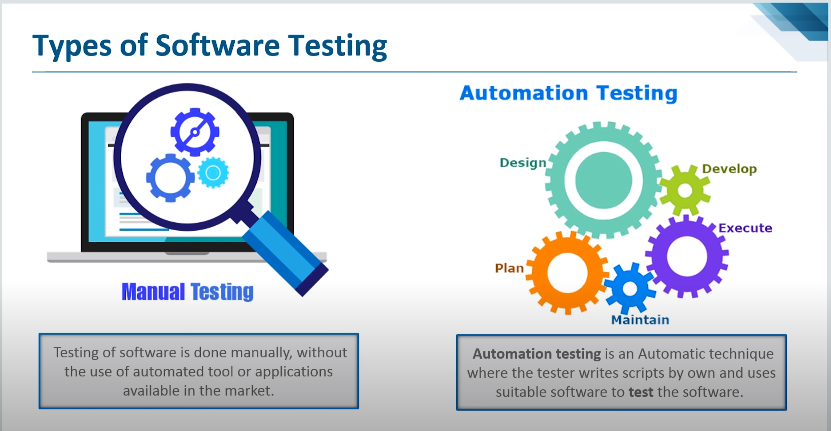 Types of Software Testing
Manual Testing
Testing of software is done manually, without
the use of automated tool or applications
available in the market.
Automation Testing
Design
Develop
Execute
Plan
Maintain
Automation testing is an Automatic technique
where the tester writes scripts by own and uses
suitable software to test the software.